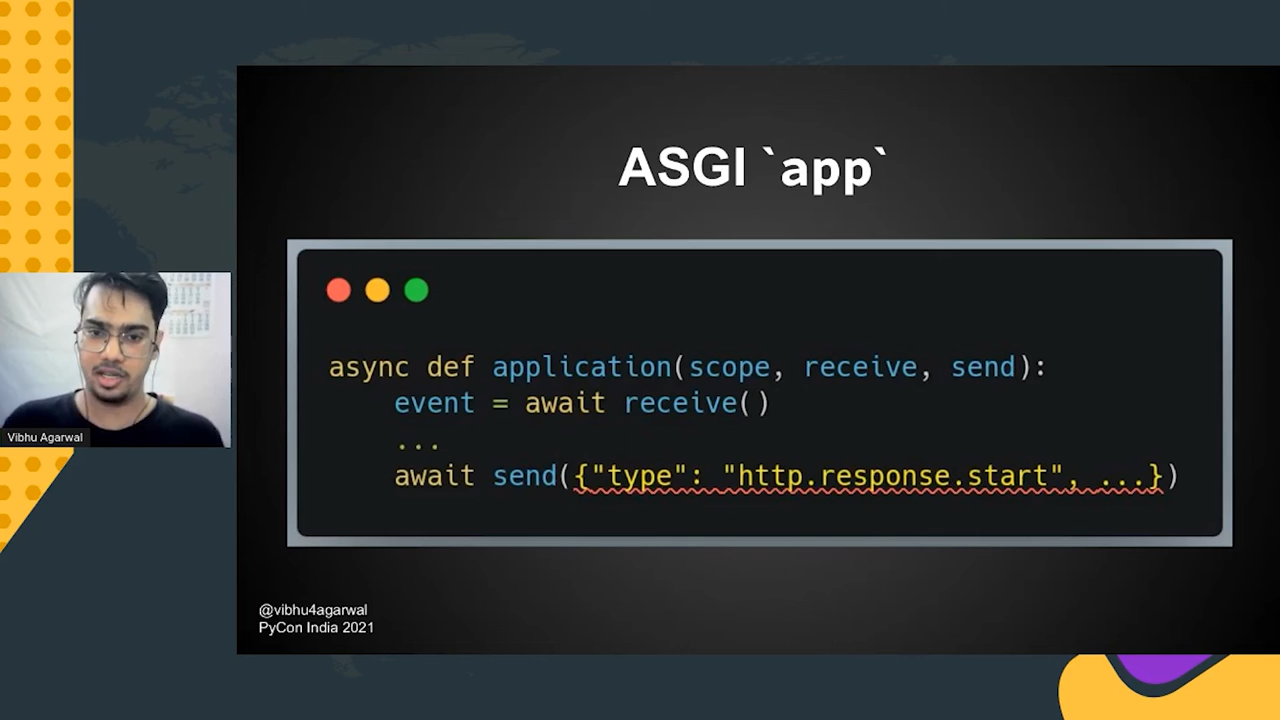 ASGI `app`
async def application(scope, receive, send):
    event = await receive()
    ...
    await send({"type": "http.response.start", ...})
Vibhu Agarwal
@vibhu4agarwal
PyCon India 2021